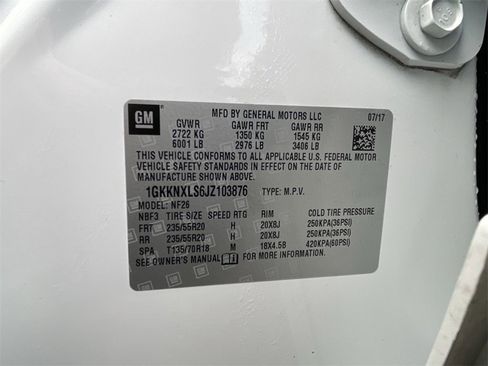 GM
MFD BY GENERAL MOTORS LLC 07/17
GVWR GAWR FRT GAWR RR
2722 KG 1350 KG 1545 KG
6001 LB 2976 LB 3406 LB
THIS VEHICLE CONFORMS TO ALL APPLICABLE U.S. FEDERAL MOTOR
VEHICLE SAFETY STANDARDS IN EFFECT ON THE DATE OF
MANUFACTURE SHOWN ABOVE.
1GKKNXLS6JZ103876 TYPE: M.P.V.
MODEL: NF26
NBF3 TIRE SIZE SPEED RTG RIM COLD TIRE PRESSURE
FRT 235/55R20 H 20X8J 250KPA(36PSI)
RR 235/55R20 H 20X8J 250KPA(36PSI)
SPA T135/70R18 M 18X4.5B 420KPA(60PSI)
SEE OWNER'S MANUAL FOR MORE INFORMATION.